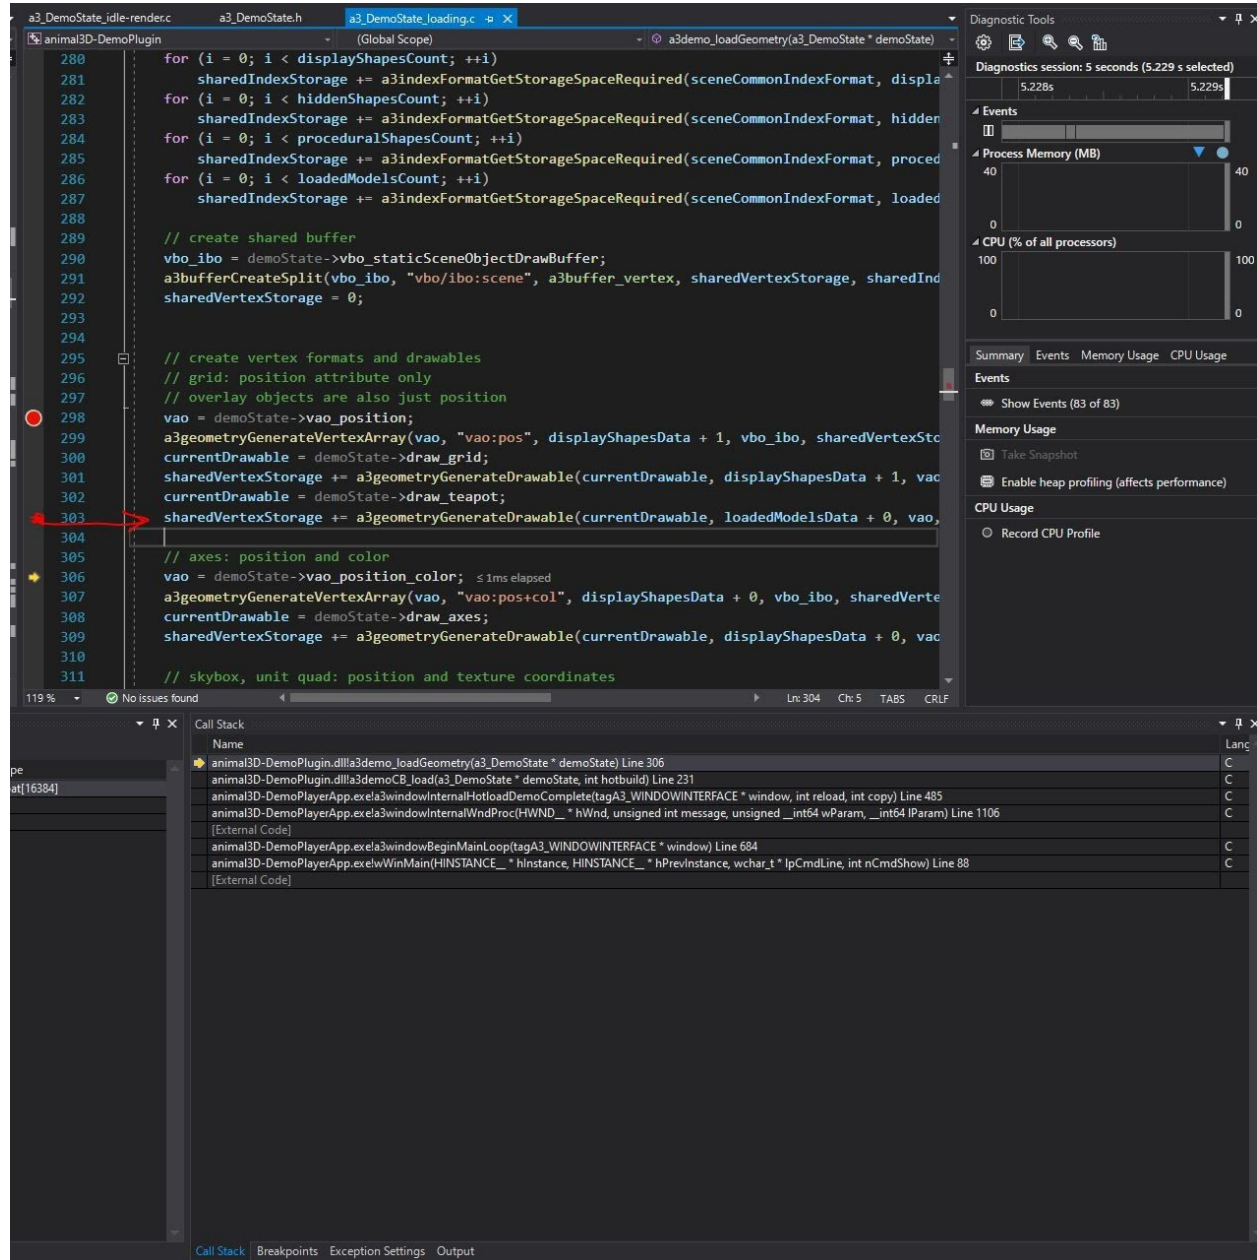 a3_DemoState_idle-render.c a3_DemoState.h a3_DemoState_loading.c
animal3D-DemoPlugin (Global Scope) a3demo_loadGeometry(a3_DemoState * demoState)
280 for (i = 0; i < displayShapesCount; ++i)
281 sharedIndexStorage += a3indexFormatGetStorageSpaceRequired(sceneCommonIndexFormat, displa
282 for (i = 0; i < hiddenShapesCount; ++i)
283 sharedIndexStorage += a3indexFormatGetStorageSpaceRequired(sceneCommonIndexFormat, hidden
284 for (i = 0; i < proceduralShapesCount; ++i)
285 sharedIndexStorage += a3indexFormatGetStorageSpaceRequired(sceneCommonIndexFormat, proced
286 for (i = 0; i < loadedModelsCount; ++i)
287 sharedIndexStorage += a3indexFormatGetStorageSpaceRequired(sceneCommonIndexFormat, loaded
288
289 // create shared buffer
290 vbo_ibo = demoState->vbo_staticSceneObjectDrawBuffer;
291 a3bufferCreateSplit(vbo_ibo, "vbo/ibo:scene", a3buffer_vertex, sharedVertexStorage, sharedInd
292 sharedVertexStorage = 0;
293
294
295 // create vertex formats and drawables
296 // grid: position attribute only
297 // overlay objects are also just position
298 vao = demoState->vao_position;
299 a3geometryGenerateVertexArray(vao, "vao:pos", displayShapesData + 1, vbo_ibo, sharedVertexSto
300 currentDrawable = demoState->draw_grid;
301 sharedVertexStorage += a3geometryGenerateDrawable(currentDrawable, displayShapesData + 1, vao
302 currentDrawable = demoState->draw_teapot;
303 sharedVertexStorage += a3geometryGenerateDrawable(currentDrawable, loadedModelsData + 0, vao,
304
305 // axes: position and color
306 vao = demoState->vao_position_color; ≤1ms elapsed
307 a3geometryGenerateVertexArray(vao, "vao:pos+col", displayShapesData + 0, vbo_ibo, sharedVerte
308 currentDrawable = demoState->draw_axes;
309 sharedVertexStorage += a3geometryGenerateDrawable(currentDrawable, displayShapesData + 0, vao
310
311 // skybox, unit quad: position and texture coordinates
119 % No issues found Ln: 304 Ch: 5 TABS CRLF
Diagnostic Tools
Diagnostics session: 5 seconds (5.229 s selected)
5.228s 5.229s
Events
Process Memory (MB)
40 40
0 0
CPU (% of all processors)
100 100
0 0
Summary Events Memory Usage CPU Usage
Events
Show Events (83 of 83)
Memory Usage
Take Snapshot
Enable heap profiling (affects performance)
CPU Usage
Record CPU Profile
pe
at[16384]
Call Stack
Name Lang
animal3D-DemoPlugin.dll!a3demo_loadGeometry(a3_DemoState * demoState) Line 306 C
animal3D-DemoPlugin.dll!a3demoCB_load(a3_DemoState * demoState, int hotbuild) Line 231 C
animal3D-DemoPlayerApp.exe!a3windowInternalHotloadDemoComplete(tagA3_WINDOWINTERFACE * window, int reload, int copy) Line 485 C
animal3D-DemoPlayerApp.exe!a3windowInternalWndProc(HWND__ * hWnd, unsigned int message, unsigned __int64 wParam, __int64 lParam) Line 1106 C
[External Code]
animal3D-DemoPlayerApp.exe!a3windowBeginMainLoop(tagA3_WINDOWINTERFACE * window) Line 684 C
animal3D-DemoPlayerApp.exe!wWinMain(HINSTANCE__ * hInstance, HINSTANCE__ * hPrevInstance, wchar_t * lpCmdLine, int nCmdShow) Line 88 C
[External Code]
Call Stack Breakpoints Exception Settings Output